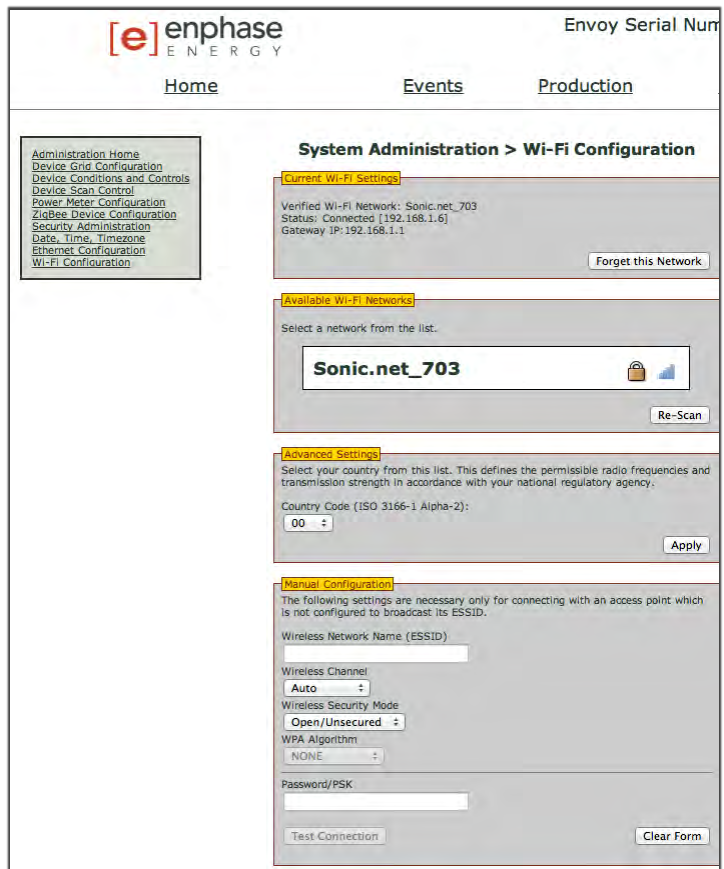 [e] enphase
ENERGY
Envoy Serial Num
Home
Events
Production
Administration Home
Device Grid Configuration
Device Conditions and Controls
Device Scan Control
Power Meter Configuration
ZigBee Device Configuration
Security Administration
Date, Time, Timezone
Ethernet Configuration
Wi-Fi Configuration
System Administration > Wi-Fi Configuration
Current Wi-Fi Settings
Verified Wi-Fi Network: Sonic.net_703
Status: Connected [192.168.1.6]
Gateway IP:192.168.1.1
Forget this Network
Available Wi-Fi Networks
Select a network from the list.
Sonic.net_703
Re-Scan
Advanced Settings
Select your country from this list. This defines the permissible radio frequencies and
transmission strength in accordance with your national regulatory agency.
Country Code (ISO 3166-1 Alpha-2):
00
Apply
Manual Configuration
The following settings are necessary only for connecting with an access point which
is not configured to broadcast its ESSID.
Wireless Network Name (ESSID)
Wireless Channel
Auto
Wireless Security Mode
Open/Unsecured
WPA Algorithm
NONE
Password/PSK
Test Connection
Clear Form